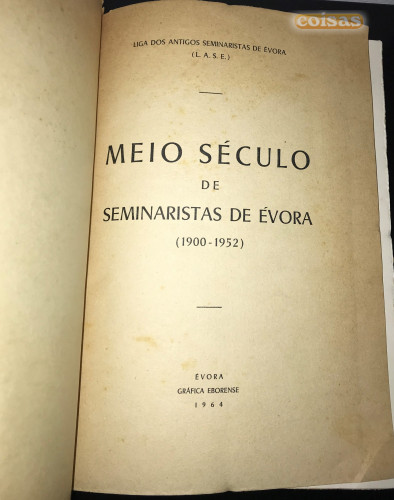 coisas
LIGA DOS ANTIGOS SEMINARISTAS DE ÉVORA
(L. A. S. E.)
MEIO SÉCULO
DE
SEMINARISTAS DE ÉVORA
(1900-1952)
ÉVORA
GRÁFICA EBORENSE
1964